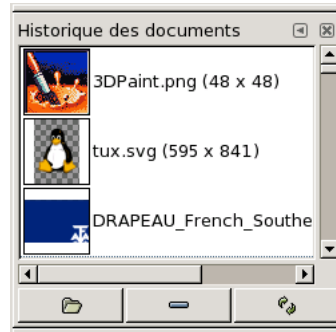 Historique des documents
3DPaint.png (48 x 48)
tux.svg (595 x 841)
DRAPEAU_French_Southe